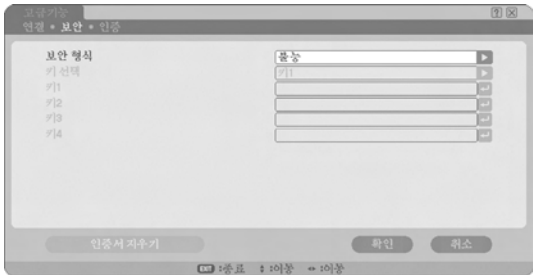 고급기능
연결 • 보안 • 인증
보안 형식 불능
키 선택 키1
키1
키2
키3
키4
인증서 지우기 확인 취소
EXIT :종료 ↕ :이동 ↔ :이동